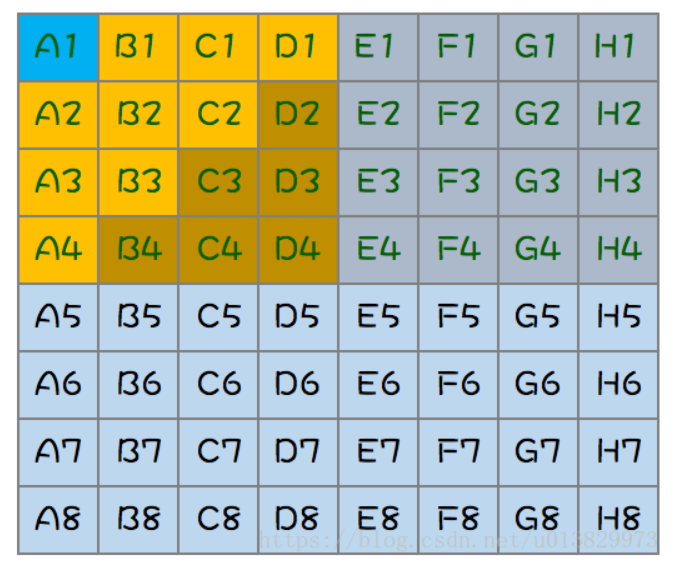 A1 B1 C1 D1 E1 F1 G1 H1
A2 B2 C2 D2 E2 F2 G2 H2
A3 B3 C3 D3 E3 F3 G3 H3
A4 B4 C4 D4 E4 F4 G4 H4
A5 B5 C5 D5 E5 F5 G5 H5
A6 B6 C6 D6 E6 F6 G6 H6
A7 B7 C7 D7 E7 F7 G7 H7
A8 B8 C8 D8 E8 F8 G8 H8
https://blog.csdn.net/u013829973